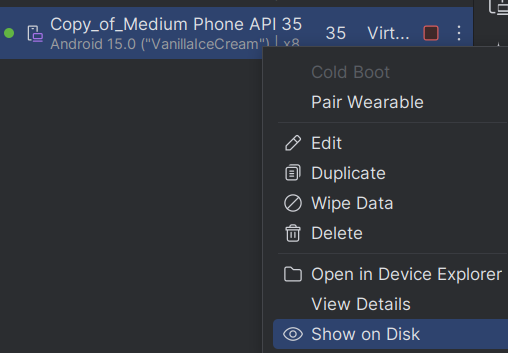 Copy_of_Medium Phone API 35
35
Virt...
Android 15.0 ("VanillaIceCream") | x8
Cold Boot
Pair Wearable
Edit
Duplicate
Wipe Data
Delete
Open in Device Explorer
View Details
Show on Disk